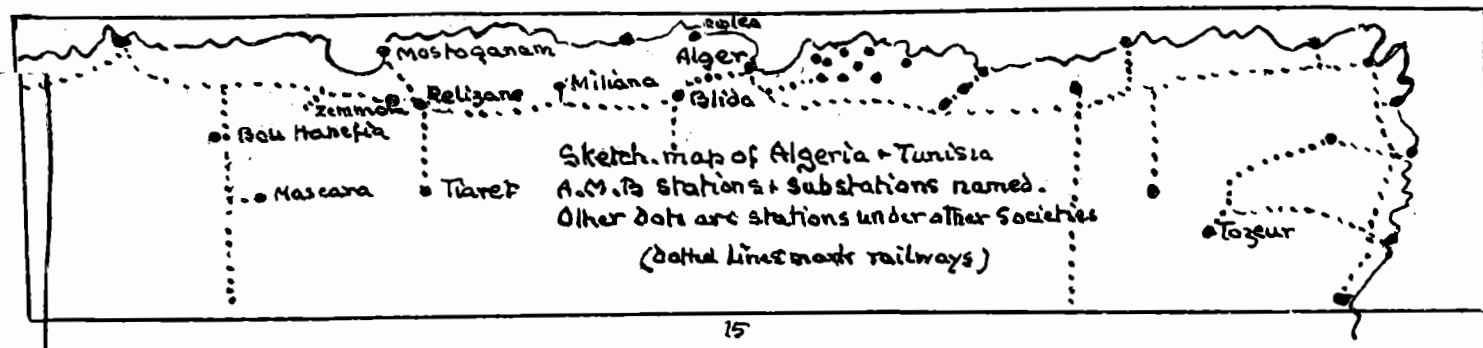 Mostaganam
Alger
Zemmora
Relizane
Miliana
Blida
Bou Hanefia
Mascara
Tiaret
Sketch.map of Algeria + Tunisia
A.M.B stations + substations named.
Other dots are stations under other Societies
(dotted Lines mark railways)
Tozeur
15